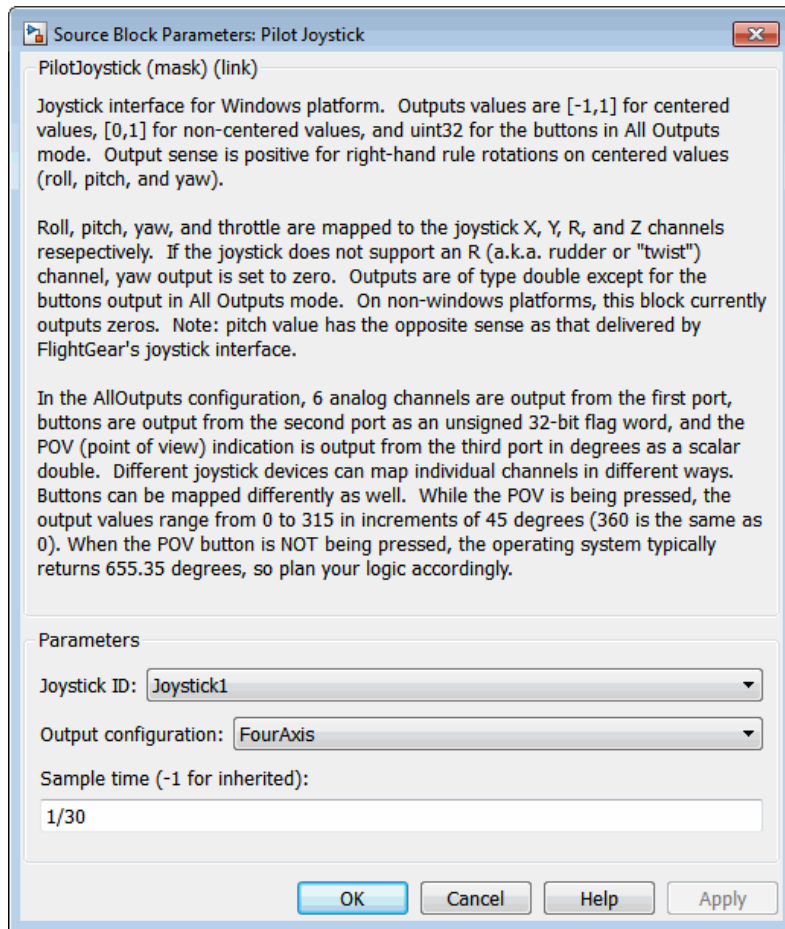 Source Block Parameters: Pilot Joystick
PilotJoystick (mask) (link)
Joystick interface for Windows platform.  Outputs values are [-1,1] for centered
values, [0,1] for non-centered values, and uint32 for the buttons in All Outputs
mode.  Output sense is positive for right-hand rule rotations on centered values
(roll, pitch, and yaw).
Roll, pitch, yaw, and throttle are mapped to the joystick X, Y, R, and Z channels
resepectively.  If the joystick does not support an R (a.k.a. rudder or "twist")
channel, yaw output is set to zero.  Outputs are of type double except for the
buttons output in All Outputs mode.  On non-windows platforms, this block currently
outputs zeros.  Note: pitch value has the opposite sense as that delivered by
FlightGear's joystick interface.
In the AllOutputs configuration, 6 analog channels are output from the first port,
buttons are output from the second port as an unsigned 32-bit flag word, and the
POV (point of view) indication is output from the third port in degrees as a scalar
double.  Different joystick devices can map individual channels in different ways.
Buttons can be mapped differently as well.  While the POV is being pressed, the
output values range from 0 to 315 in increments of 45 degrees (360 is the same as
0). When the POV button is NOT being pressed, the operating system typically
returns 655.35 degrees, so plan your logic accordingly.
Parameters
Joystick ID: Joystick1
Output configuration: FourAxis
Sample time (-1 for inherited):
1/30
OK Cancel Help Apply